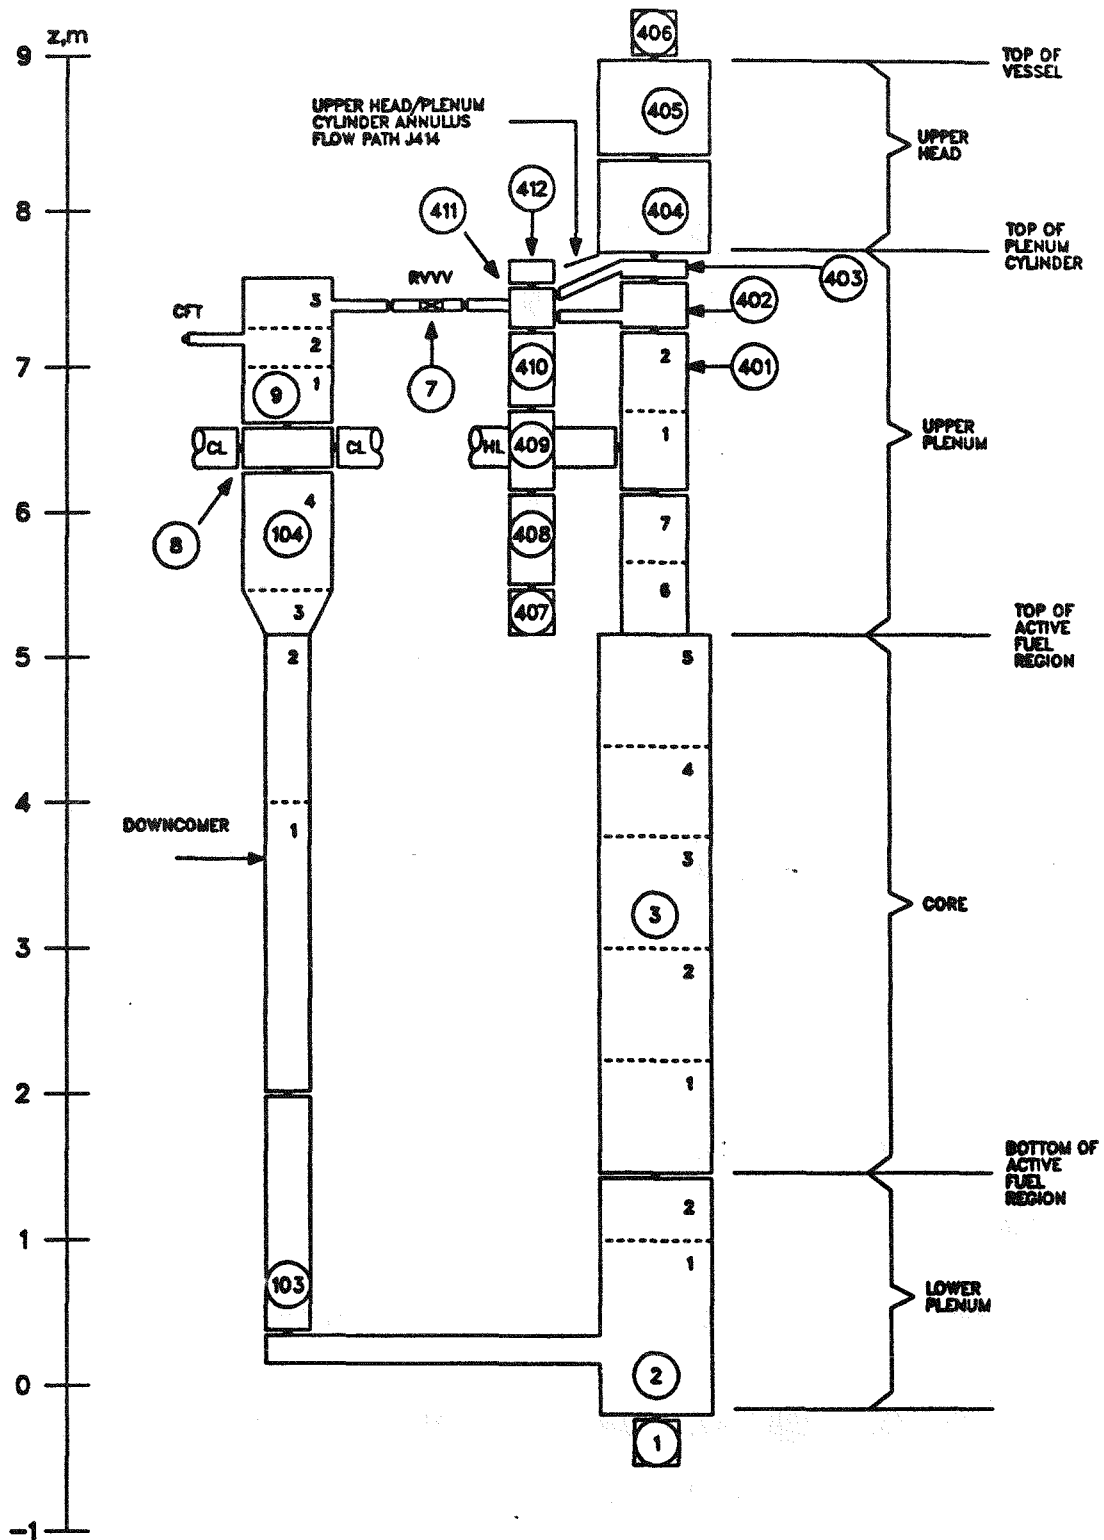 z,m
9
8
7
6
5
4
3
2
1
0
-1
406
TOP OF
VESSEL
405
UPPER HEAD/PLENUM
CYLINDER ANNULUS
FLOW PATH J414
UPPER
HEAD
412
411
404
TOP OF
PLENUM
CYLINDER
403
RVVV
3
402
CFT
2
7
410
2
401
9
1
CL
CL
HL
409
1
UPPER
PLENUM
8
4
104
408
7
3
407
6
TOP OF
ACTIVE
FUEL
REGION
2
5
4
DOWNCOMER
1
3
3
CORE
2
1
BOTTOM OF
ACTIVE
FUEL
REGION
2
1
103
LOWER
PLENUM
2
1